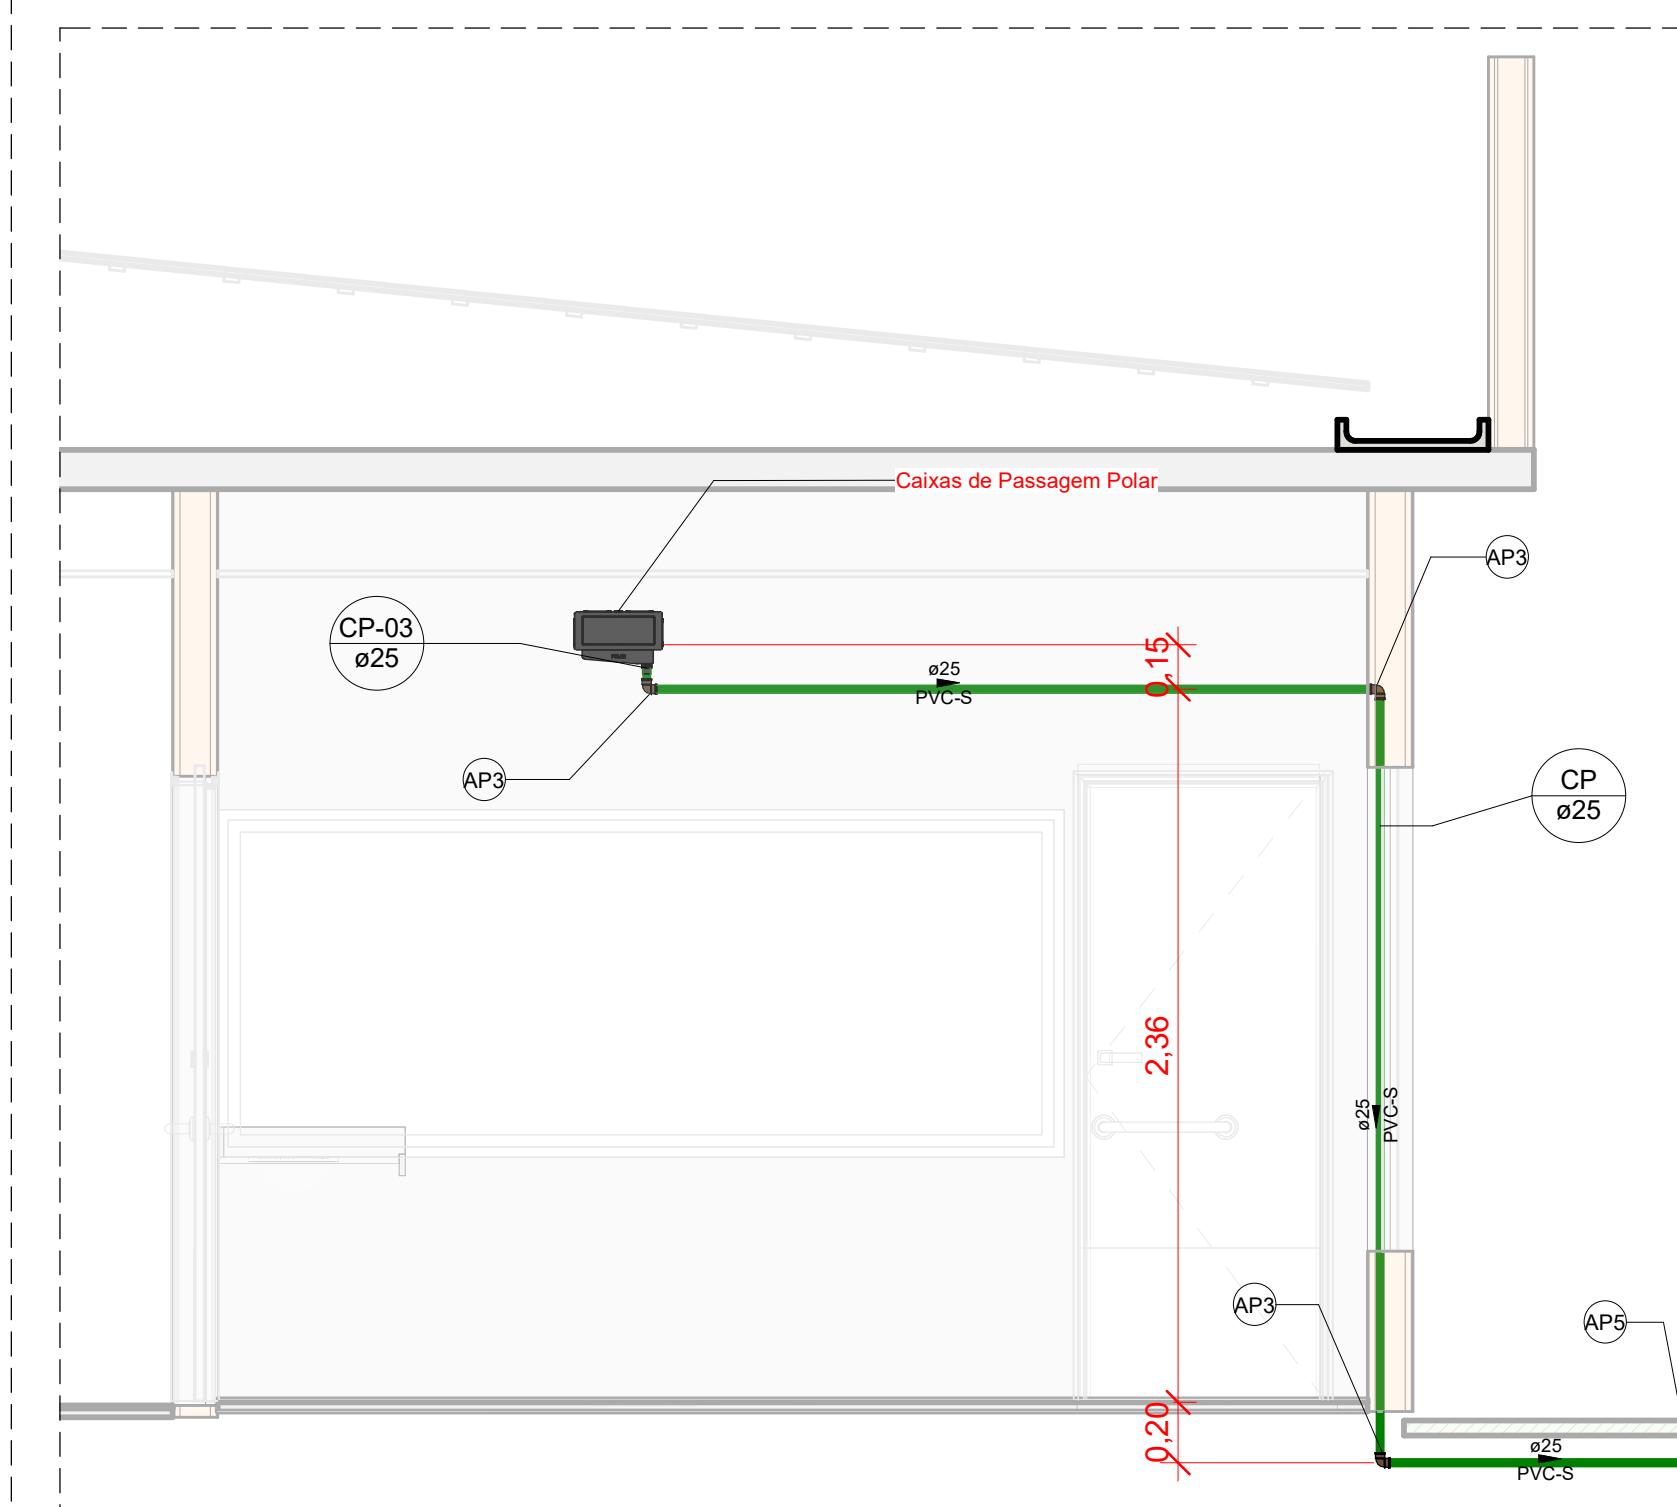 Caixas de Passagem Polar
AP3
CP-03
ø25
0,15
ø25
PVC-S
AP3
CP
ø25
2,36
ø25
PVC-S
AP3
AP5
0,20
ø25
PVC-S